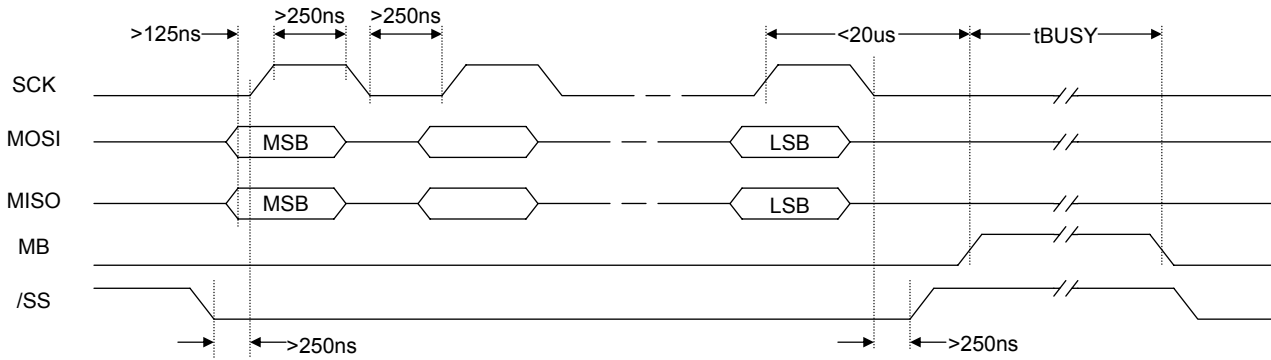 >250ns >250ns
>125ns <20us tBUSY
SCK
MOSI MSB LSB
MISO MSB LSB
MB
/SS
>250ns >250ns